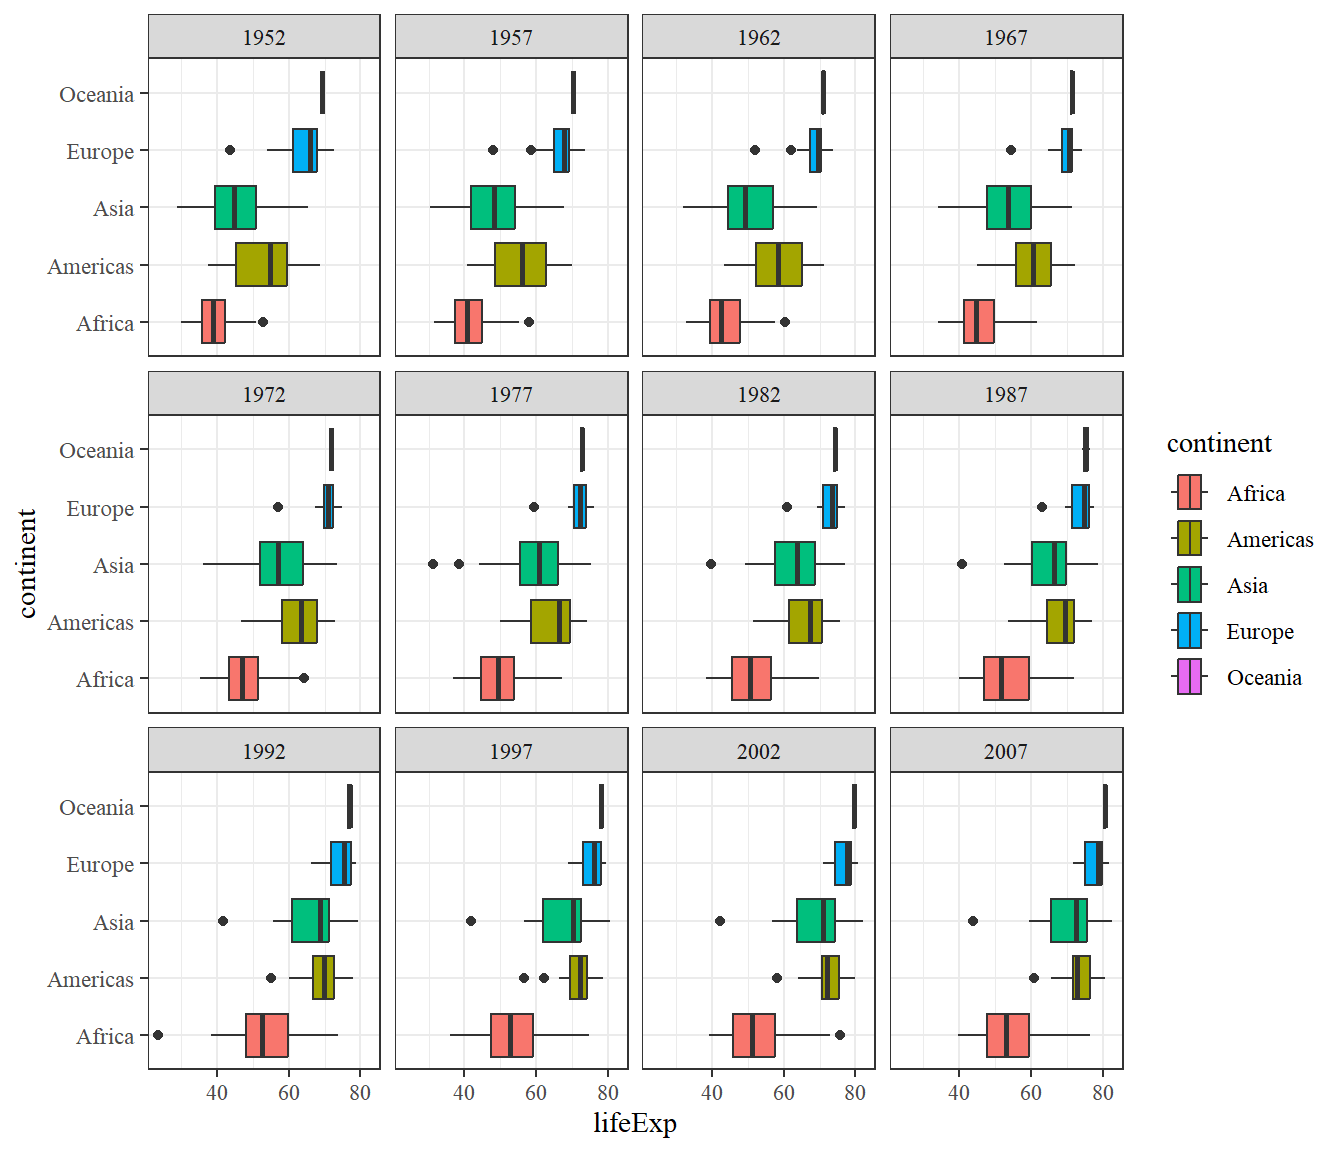 1952 1957 1962 1967
Oceania
Europe
Asia
Americas
Africa
1972 1977 1982 1987
Oceania
Europe
Asia
Americas
Africa
1992 1997 2002 2007
Oceania
Europe
Asia
Americas
Africa
40 60 80 40 60 80 40 60 80 40 60 80
lifeExp
continent
continent
Africa
Americas
Asia
Europe
Oceania